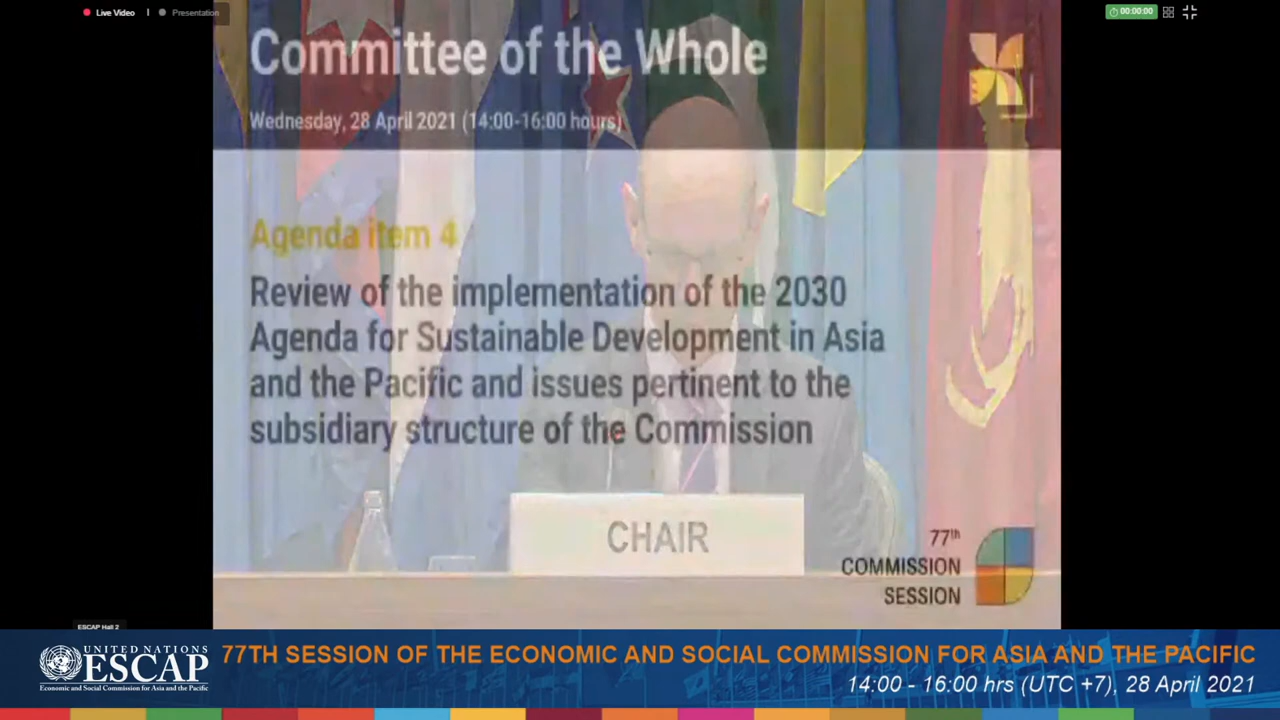 Live Video
Presentation
00:00:00
Committee of the Whole
Wednesday, 28 April 2021 (14:00-16:00 hours)
Agenda item 4
Review of the implementation of the 2030
Agenda for Sustainable Development in Asia
and the Pacific and issues pertinent to the
subsidiary structure of the Commission
CHAIR
77th
COMMISSION
SESSION
ESCAP Hall 2
UNITED NATIONS
ESCAP
Economic and Social Commission for Asia and the Pacific
77TH SESSION OF THE ECONOMIC AND SOCIAL COMMISSION FOR ASIA AND THE PACIFIC
14:00 - 16:00 hrs (UTC +7), 28 April 2021